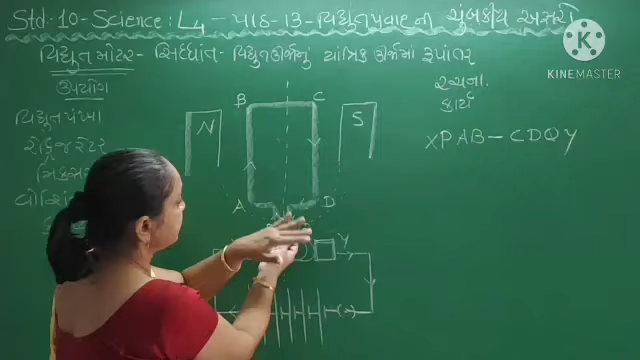 Std.-10-Science: L4 - પાઠ-13-વિદ્યુતપ્રવાહની ચુંબકીય અસરો
વિદ્યુત મોટર - સિદ્ધાંત - વિદ્યુતઊર્જાનું યાંત્રિક ઊર્જામાં રૂપાંતર
ઉપયોગ
રચના.
કાર્ય
વિદ્યુતપંખા
રેફ્રિજરેટર
મિક્સર
XPAB-CDQY
B C
N S
A D
Y
KINEMASTER